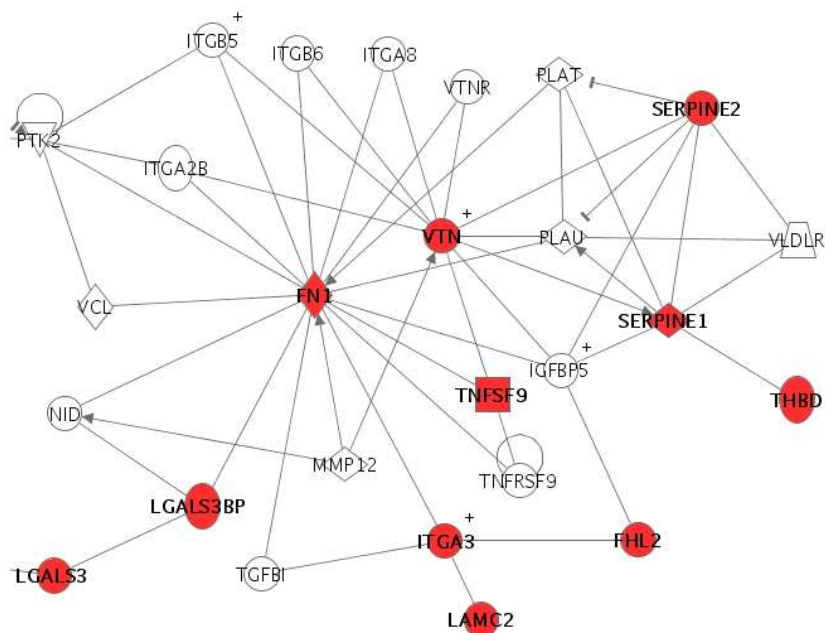 +
ITGB5
ITGB6
ITGA8
VTNR
PLAT
SERPINE2
PTK2
ITGA2B
+
VTN
PLAU
VLDLR
FN1
VCL
SERPINE1
+
IGFBP5
TNFSF9
THBD
NID
MMP12
TNFRSF9
LGALS3BP
+
ITGA3
FHL2
LGALS3
TGFBI
LAMC2